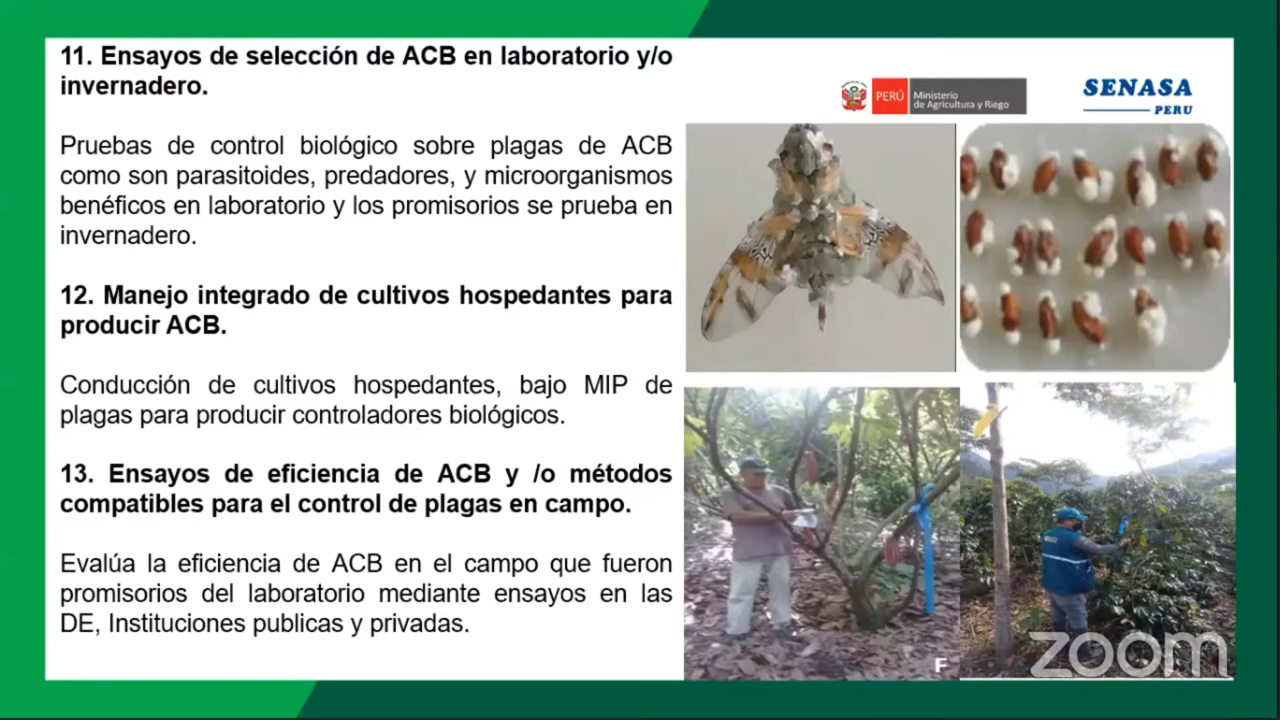 11. Ensayos de selección de ACB en laboratorio y/o
invernadero.
Pruebas de control biológico sobre plagas de ACB
como son parasitoides, predadores, y microorganismos
benéficos en laboratorio y los promisorios se prueba en
invernadero.
12. Manejo integrado de cultivos hospedantes para
producir ACB.
Conducción de cultivos hospedantes, bajo MIP de
plagas para producir controladores biológicos.
13. Ensayos de eficiencia de ACB y /o métodos
compatibles para el control de plagas en campo.
Evalúa la eficiencia de ACB en el campo que fueron
promisorios del laboratorio mediante ensayos en las
DE, Instituciones publicas y privadas.
PERÚ
Ministerio
de Agricultura y Riego
SENASA
PERU
F
zoom